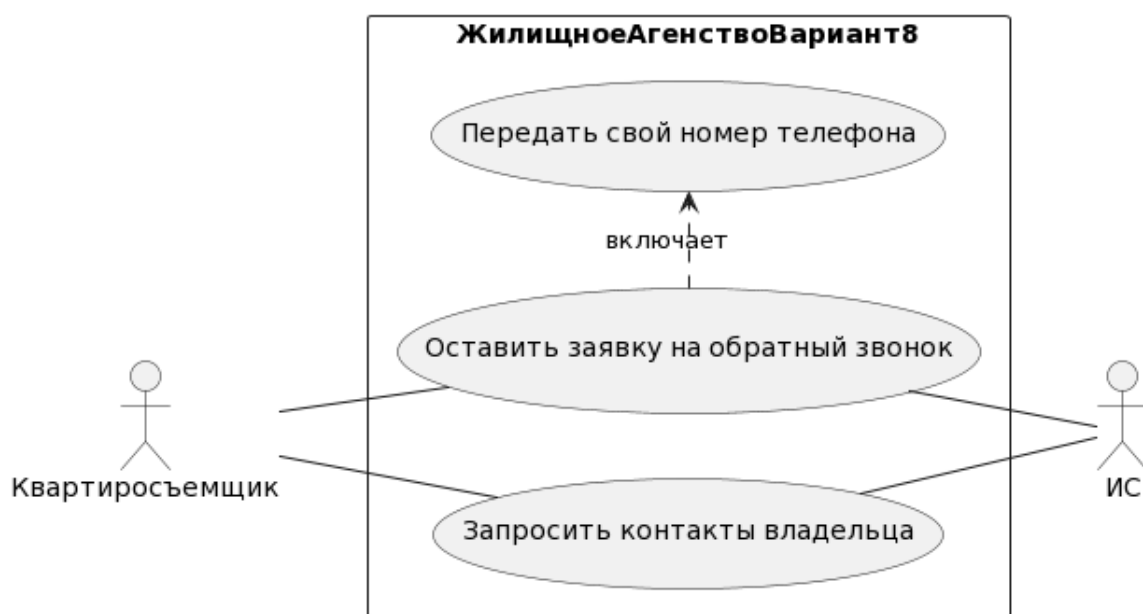 ЖилищноеАгенствоВариант8
Передать свой номер телефона
включает
Оставить заявку на обратный звонок
Квартиросъемщик
ИС
Запросить контакты владельца